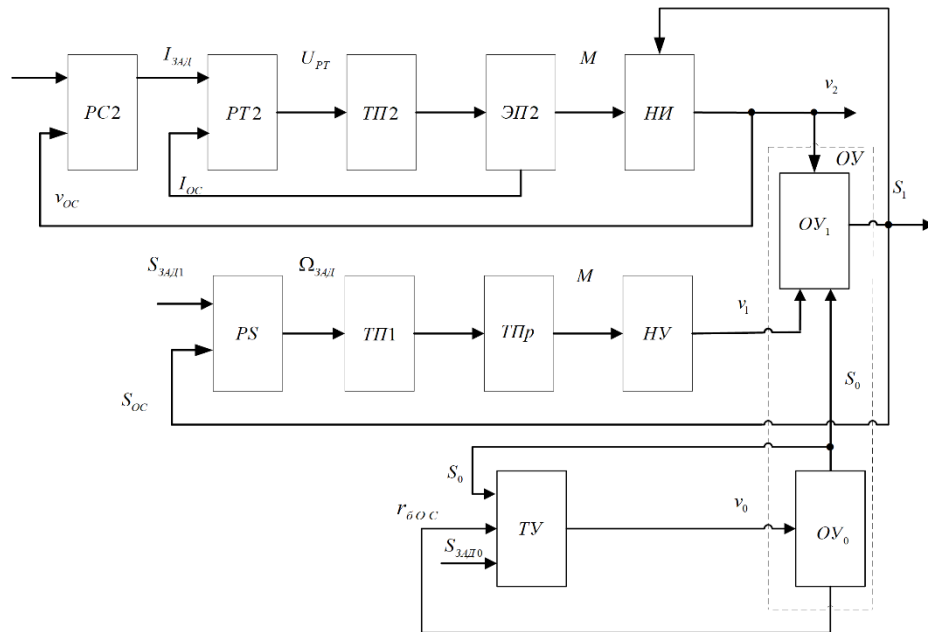 I_ЗАД
U_РТ
М
v_2
РС2
РТ2
ТП2
ЭП2
НИ
ОУ
I_ОС
v_ОС
S_1
ОУ_1
S_ЗАД1
Ω_ЗАД
М
v_1
PS
ТП1
ТПр
НУ
S_ОС
S_0
S_0
r_бОС
v_0
ТУ
ОУ_0
S_ЗАД0